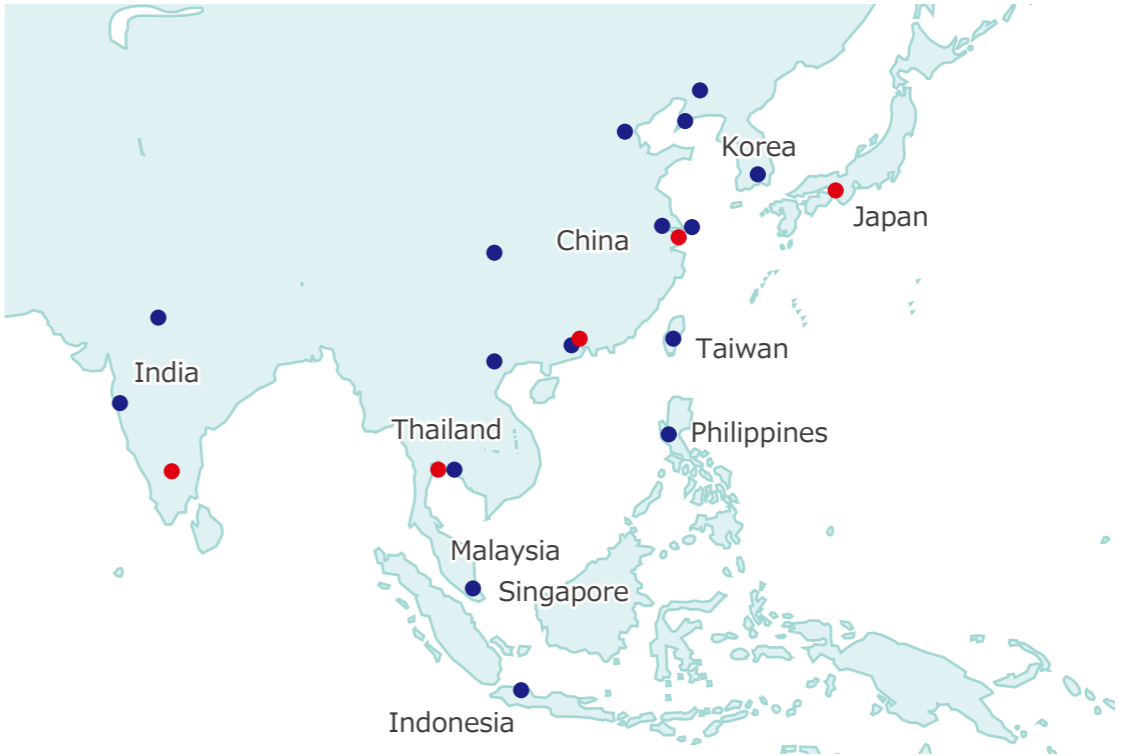 Korea
Japan
China
Taiwan
India
Thailand
Philippines
Malaysia
Singapore
Indonesia